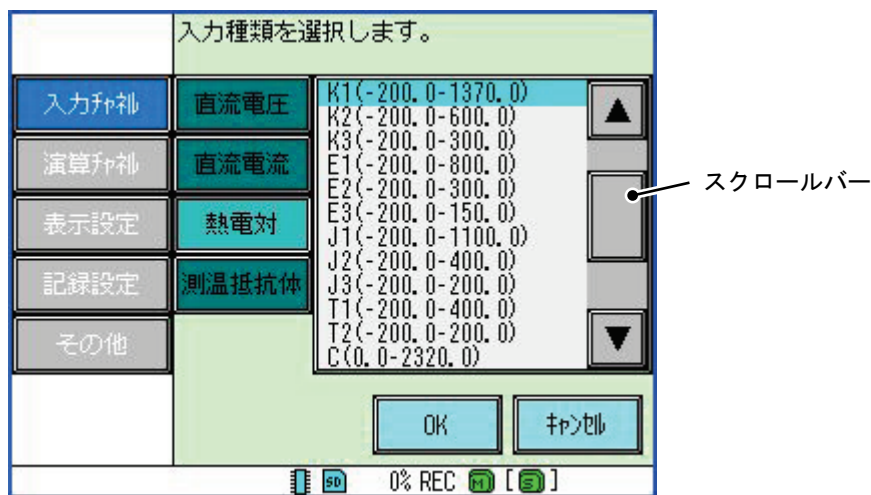 入力種類を選択します。
入力ﾁｬﾈﾙ
演算ﾁｬﾈﾙ
表示設定
記録設定
その他
直流電圧
直流電流
熱電対
測温抵抗体
K1(-200.0-1370.0)
K2(-200.0-600.0)
K3(-200.0-300.0)
E1(-200.0-800.0)
E2(-200.0-300.0)
E3(-200.0-150.0)
J1(-200.0-1100.0)
J2(-200.0-400.0)
J3(-200.0-200.0)
T1(-200.0-400.0)
T2(-200.0-200.0)
C(0.0-2320.0)
スクロールバー
OK
ｷｬﾝｾﾙ
SD 0% REC M [S]